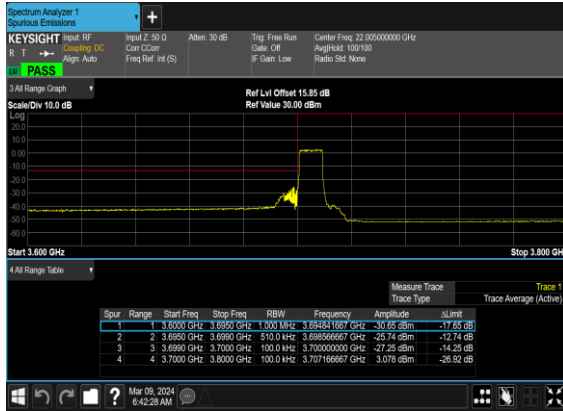 Spectrum Analyzer 1
Spurious Emissions
KEYSIGHT Input: RF Input Z: 50 Ω Atten: 30 dB Trig: Free Run Center Freq: 22.005000000 GHz
R T Coupling: DC Corr CCorr Gate: Off Avg|Hold: 100/100
Align: Auto Freq Ref: Int (S) IF Gain: Low Radio Std: None
PASS
3 All Range Graph
Ref Lvl Offset 15.85 dB
Scale/Div 10.0 dB Ref Value 30.00 dBm
Log
20.0
10.0
0.00
-10.0
-20.0
-30.0
-40.0
-50.0
-60.0
Start 3.600 GHz Stop 3.800 GH
4 All Range Table
Measure Trace Trace 1
Trace Type Trace Average (Active)
Spur Range Start Freq Stop Freq RBW Frequency Amplitude ΔLimit
1 1 3.6000 GHz 3.6950 GHz 1.000 MHz 3.694841667 GHz -30.65 dBm -17.65 dB
2 2 3.6950 GHz 3.6990 GHz 510.0 kHz 3.698566667 GHz -25.74 dBm -12.74 dB
3 3 3.6990 GHz 3.7000 GHz 100.0 kHz 3.700000000 GHz -27.25 dBm -14.25 dB
4 4 3.7000 GHz 3.8000 GHz 100.0 kHz 3.707166667 GHz 3.078 dBm -26.92 dB
Mar 09, 2024
6:42:28 AM